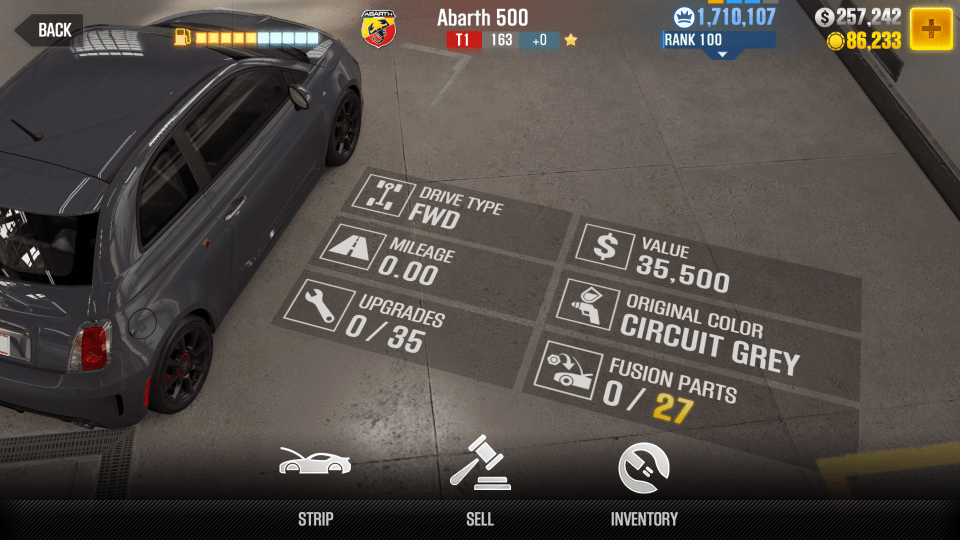 BACK
ABARTH
Abarth 500
T1 163 +0
1,710,107
RANK 100
$ 257,242
86,233
DRIVE TYPE
FWD
MILEAGE
0.00
UPGRADES
0 / 35
$ VALUE
35,500
ORIGINAL COLOR
CIRCUIT GREY
FUSION PARTS
0 / 27
STRIP
SELL
INVENTORY